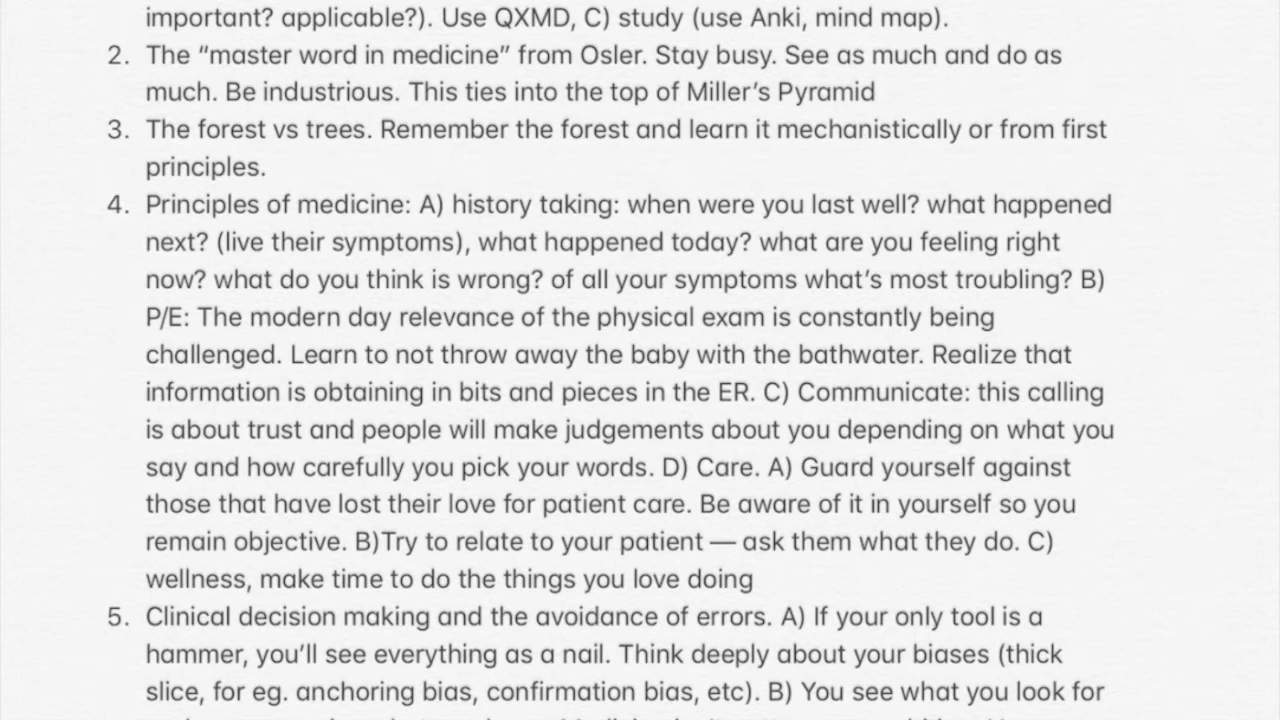 important? applicable?). Use QXMD, C) study (use Anki, mind map).
2. The “master word in medicine” from Osler. Stay busy. See as much and do as
much. Be industrious. This ties into the top of Miller’s Pyramid
3. The forest vs trees. Remember the forest and learn it mechanistically or from first
principles.
4. Principles of medicine: A) history taking: when were you last well? what happened
next? (live their symptoms), what happened today? what are you feeling right
now? what do you think is wrong? of all your symptoms what’s most troubling? B)
P/E: The modern day relevance of the physical exam is constantly being
challenged. Learn to not throw away the baby with the bathwater. Realize that
information is obtaining in bits and pieces in the ER. C) Communicate: this calling
is about trust and people will make judgements about you depending on what you
say and how carefully you pick your words. D) Care. A) Guard yourself against
those that have lost their love for patient care. Be aware of it in yourself so you
remain objective. B)Try to relate to your patient — ask them what they do. C)
wellness, make time to do the things you love doing
5. Clinical decision making and the avoidance of errors. A) If your only tool is a
hammer, you’ll see everything as a nail. Think deeply about your biases (thick
slice, for eg. anchoring bias, confirmation bias, etc). B) You see what you look for